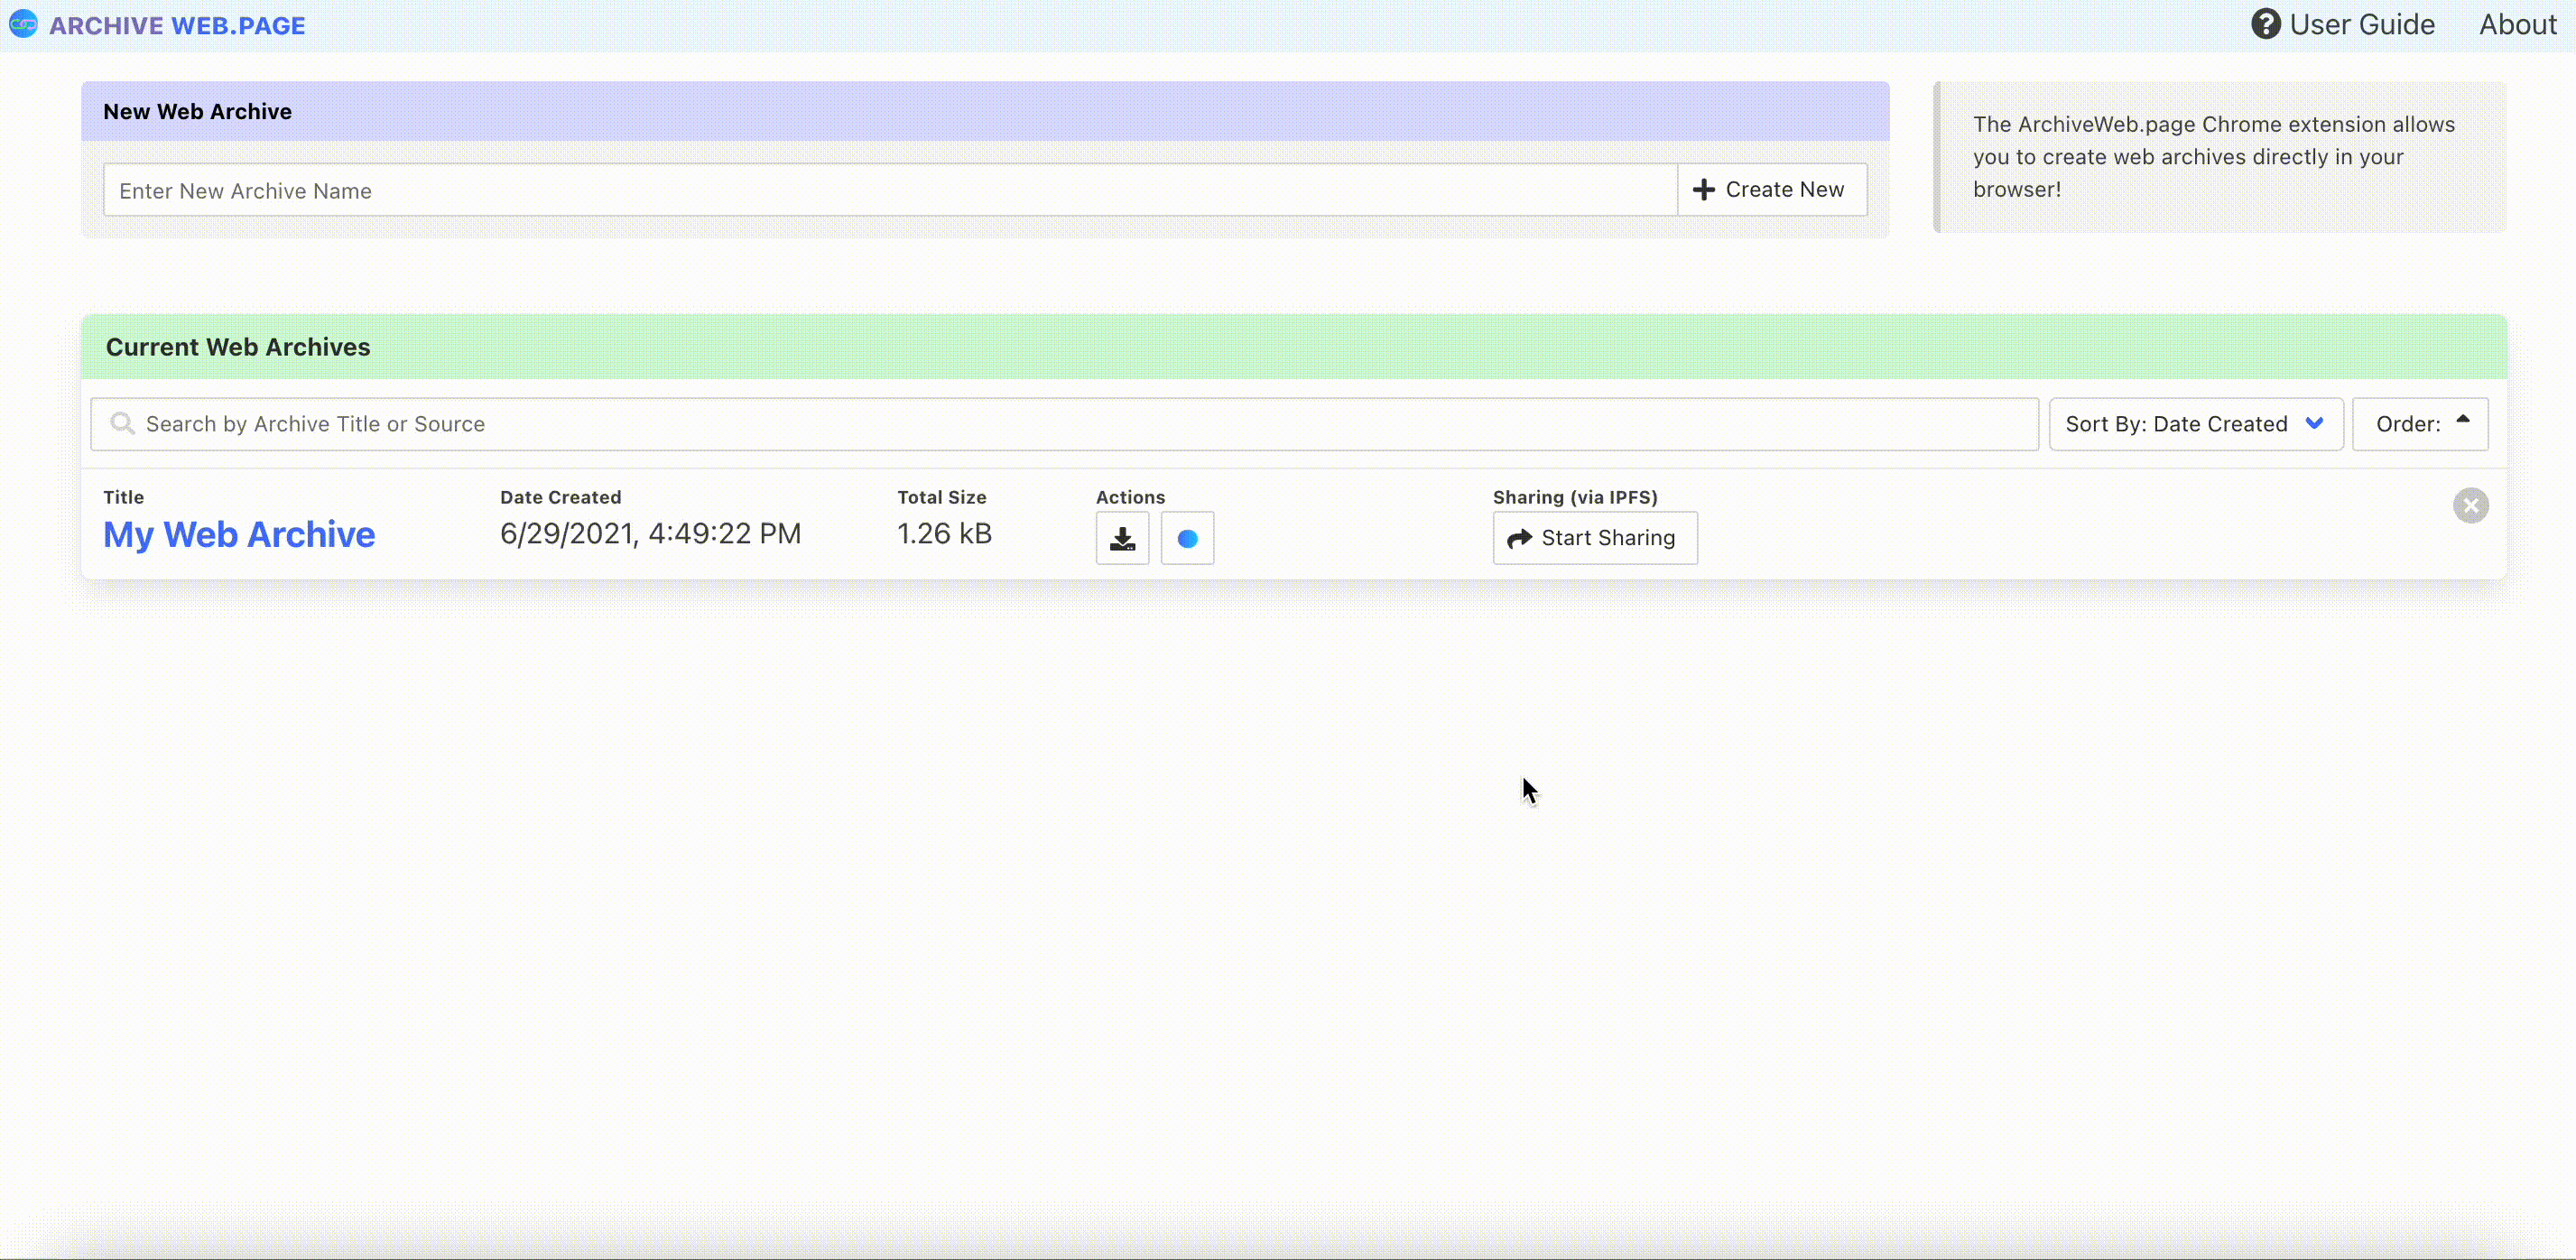 ARCHIVE WEB.PAGE
User Guide About
New Web Archive
Enter New Archive Name
Create New
The ArchiveWeb.page Chrome extension allows
you to create web archives directly in your
browser!
Current Web Archives
Search by Archive Title or Source
Sort By: Date Created
Order:
Title
My Web Archive
Date Created
6/29/2021, 4:49:22 PM
Total Size
1.26 kB
Actions
Sharing (via IPFS)
Start Sharing